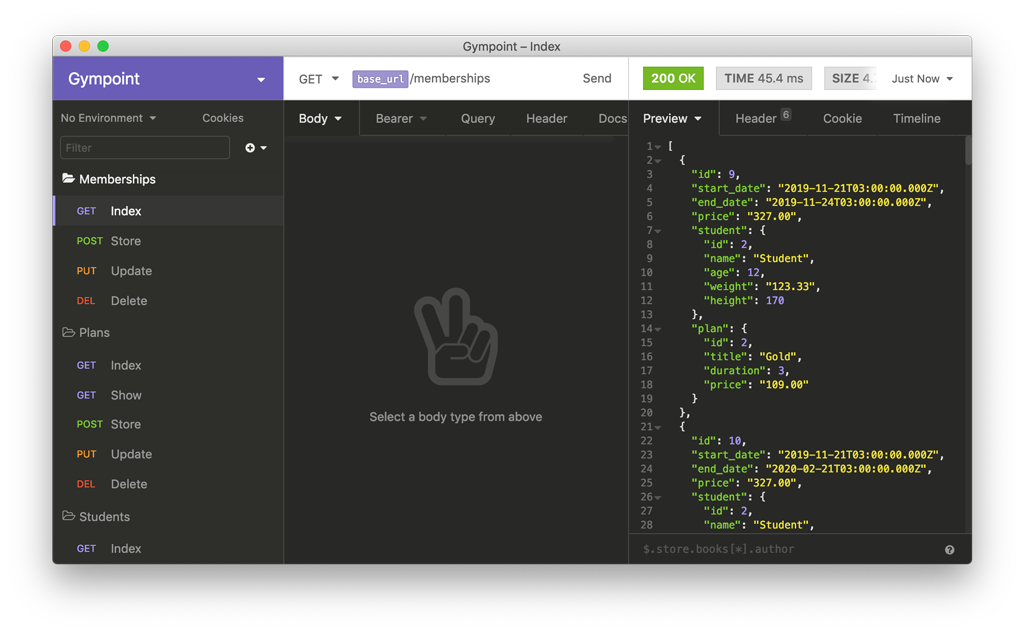 Gympoint – Index
Gympoint
GET base_url/memberships Send
200 OK TIME 45.4 ms SIZE 4. Just Now
No Environment Cookies
Filter
Memberships
GET Index
POST Store
PUT Update
DEL Delete
Plans
GET Index
GET Show
POST Store
PUT Update
DEL Delete
Students
GET Index
Body Bearer Query Header Docs
Select a body type from above
Preview Header 6 Cookie Timeline
1 [
2 {
3 "id": 9,
4 "start_date": "2019-11-21T03:00:00.000Z",
5 "end_date": "2019-11-24T03:00:00.000Z",
6 "price": "327.00",
7 "student": {
8 "id": 2,
9 "name": "Student",
10 "age": 12,
11 "weight": "123.33",
12 "height": 170
13 },
14 "plan": {
15 "id": 2,
16 "title": "Gold",
17 "duration": 3,
18 "price": "109.00"
19 }
20 },
21 {
22 "id": 10,
23 "start_date": "2019-11-21T03:00:00.000Z",
24 "end_date": "2020-02-21T03:00:00.000Z",
25 "price": "327.00",
26 "student": {
27 "id": 2,
28 "name": "Student",
$.store.books[*].author
?